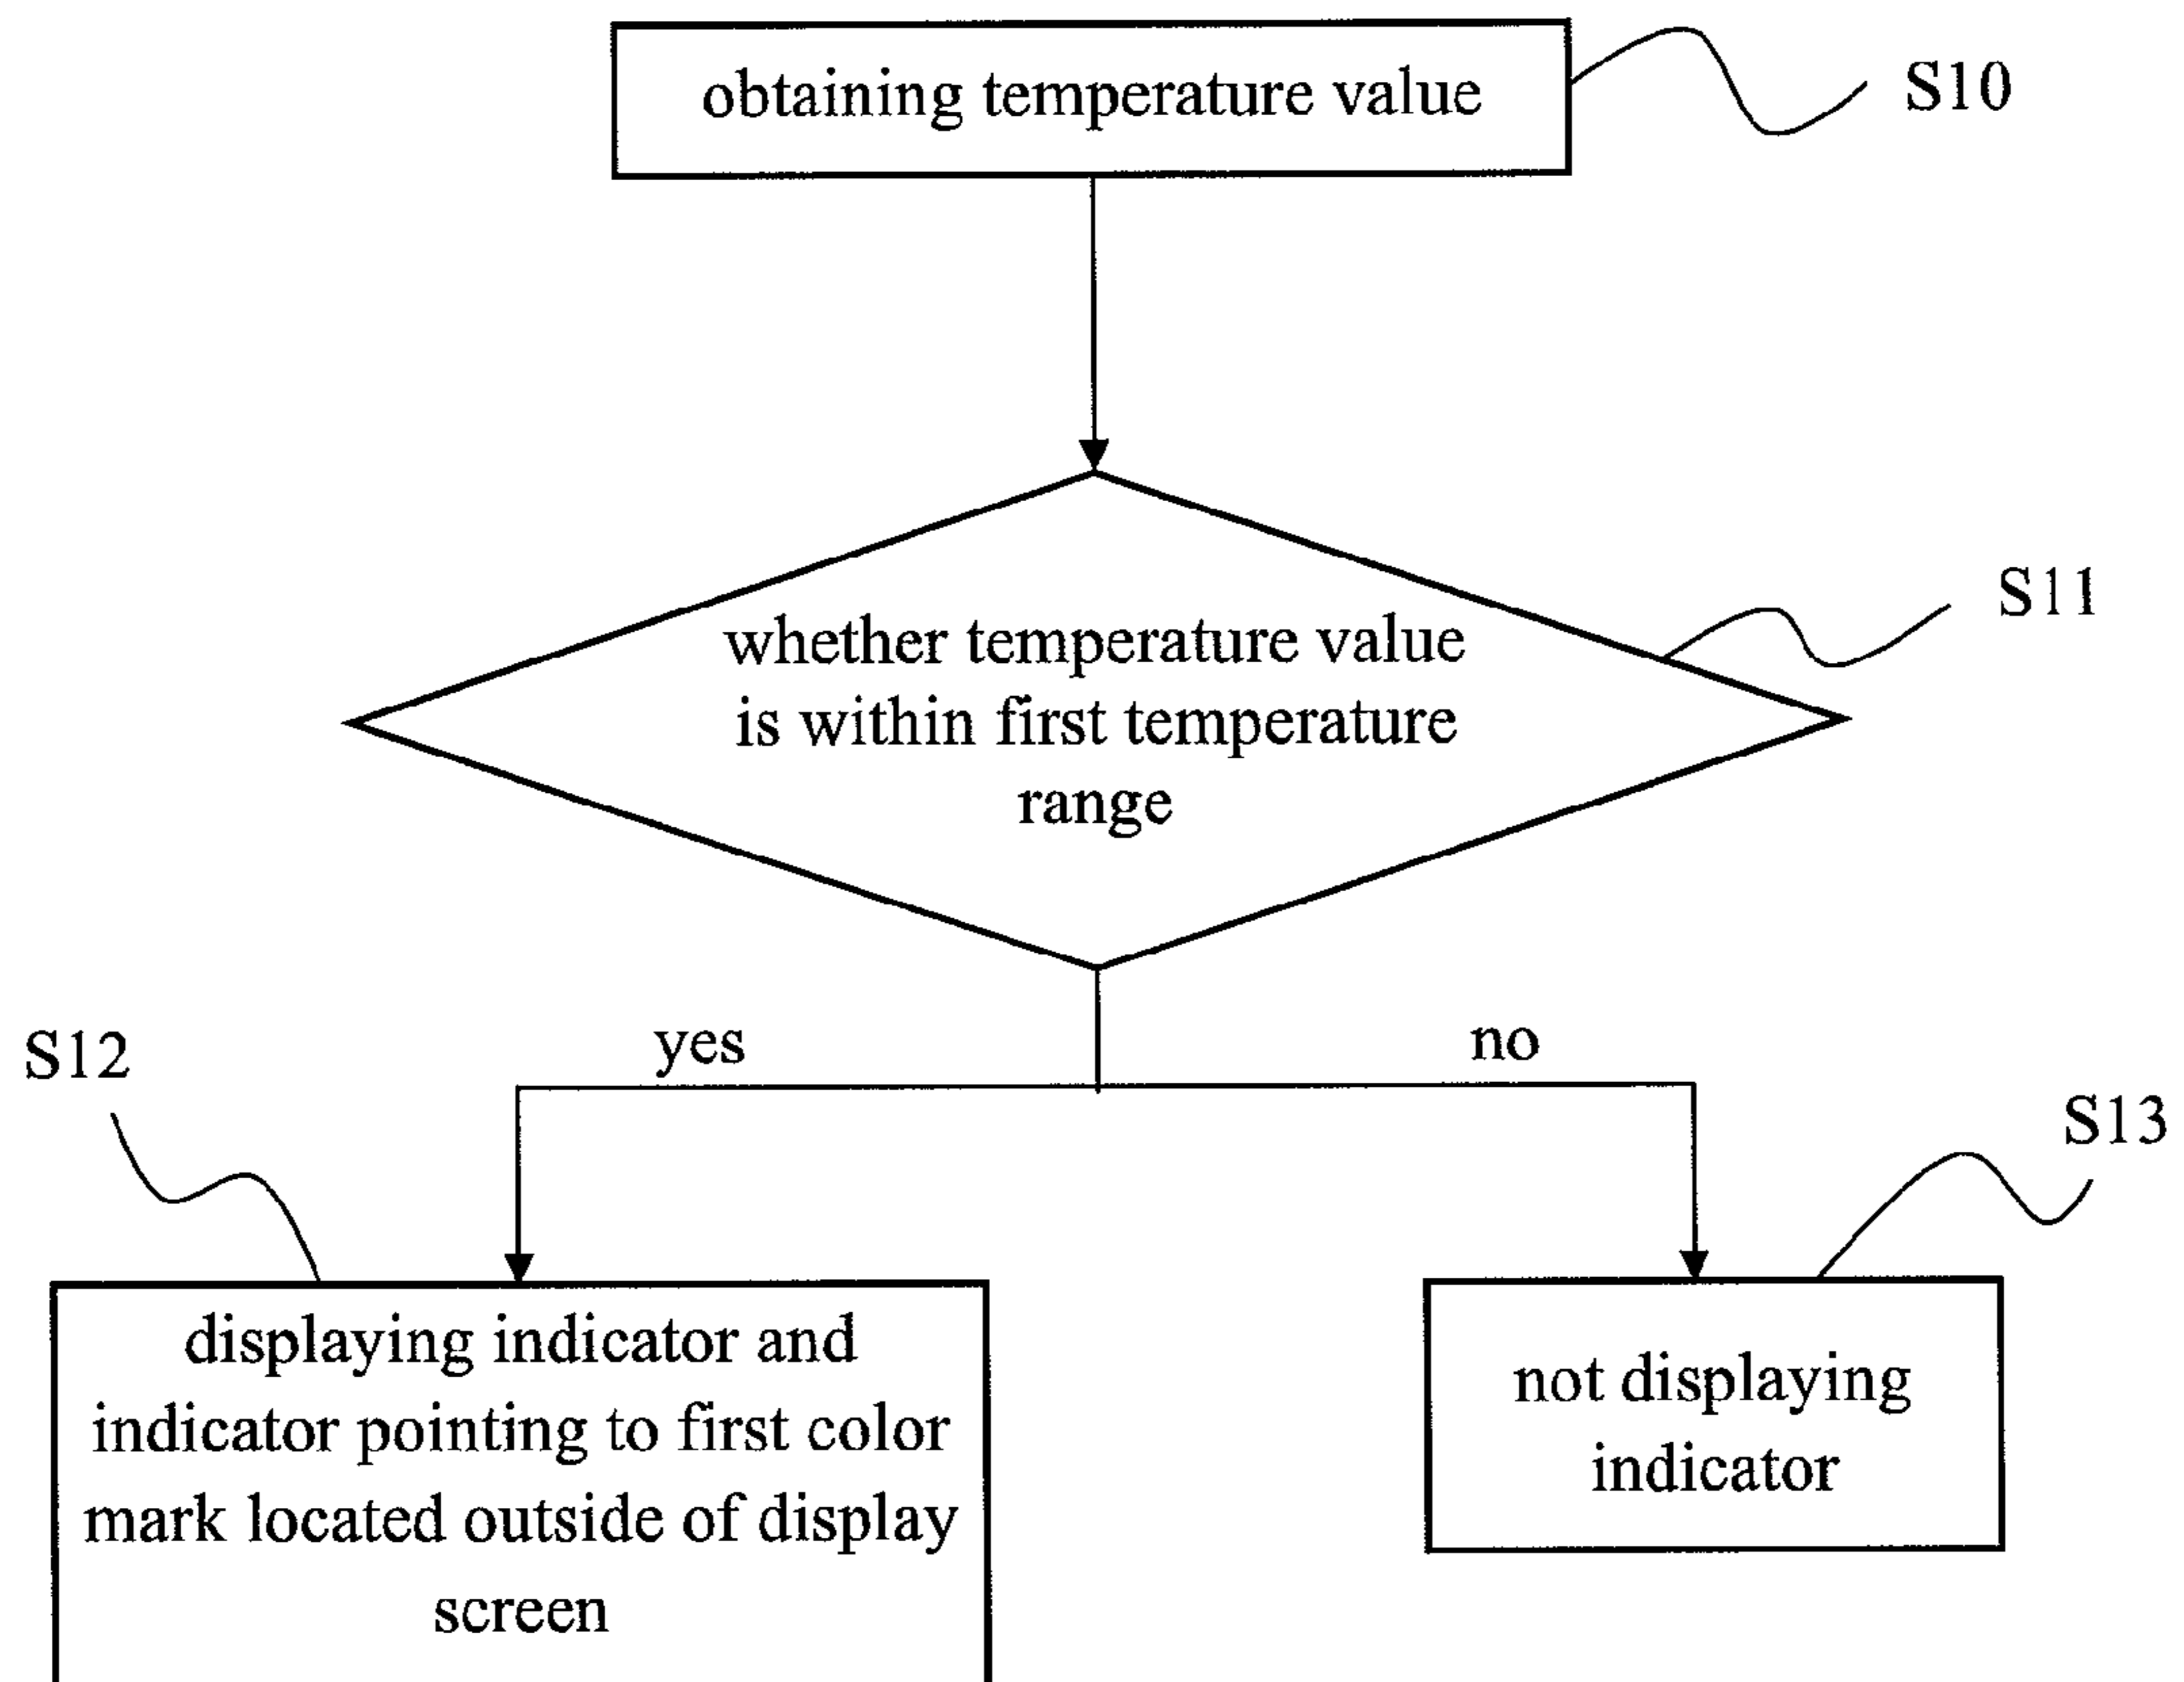 obtaining temperature value
S10
S11
whether temperature value
is within first temperature
range
yes
no
S12
S13
displaying indicator and
indicator pointing to first color
mark located outside of display
screen
not displaying
indicator